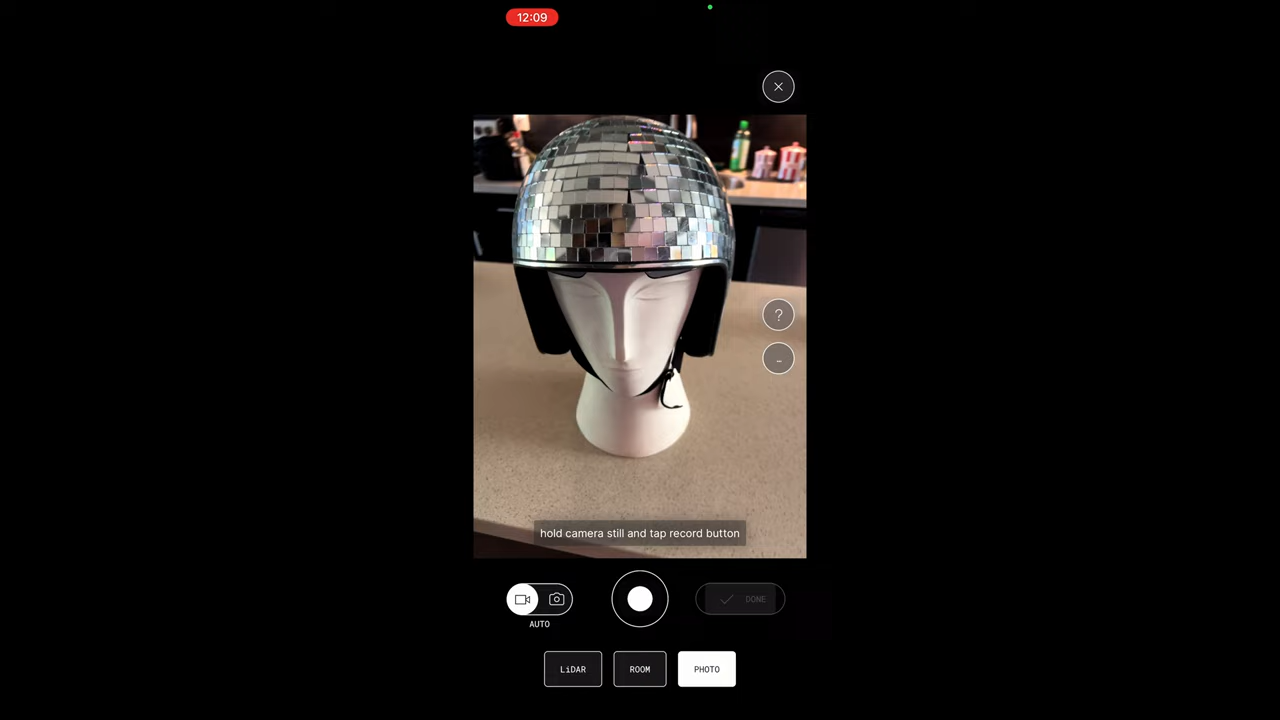 12:09
?
hold camera still and tap record button
DONE
AUTO
LiDAR
ROOM
PHOTO